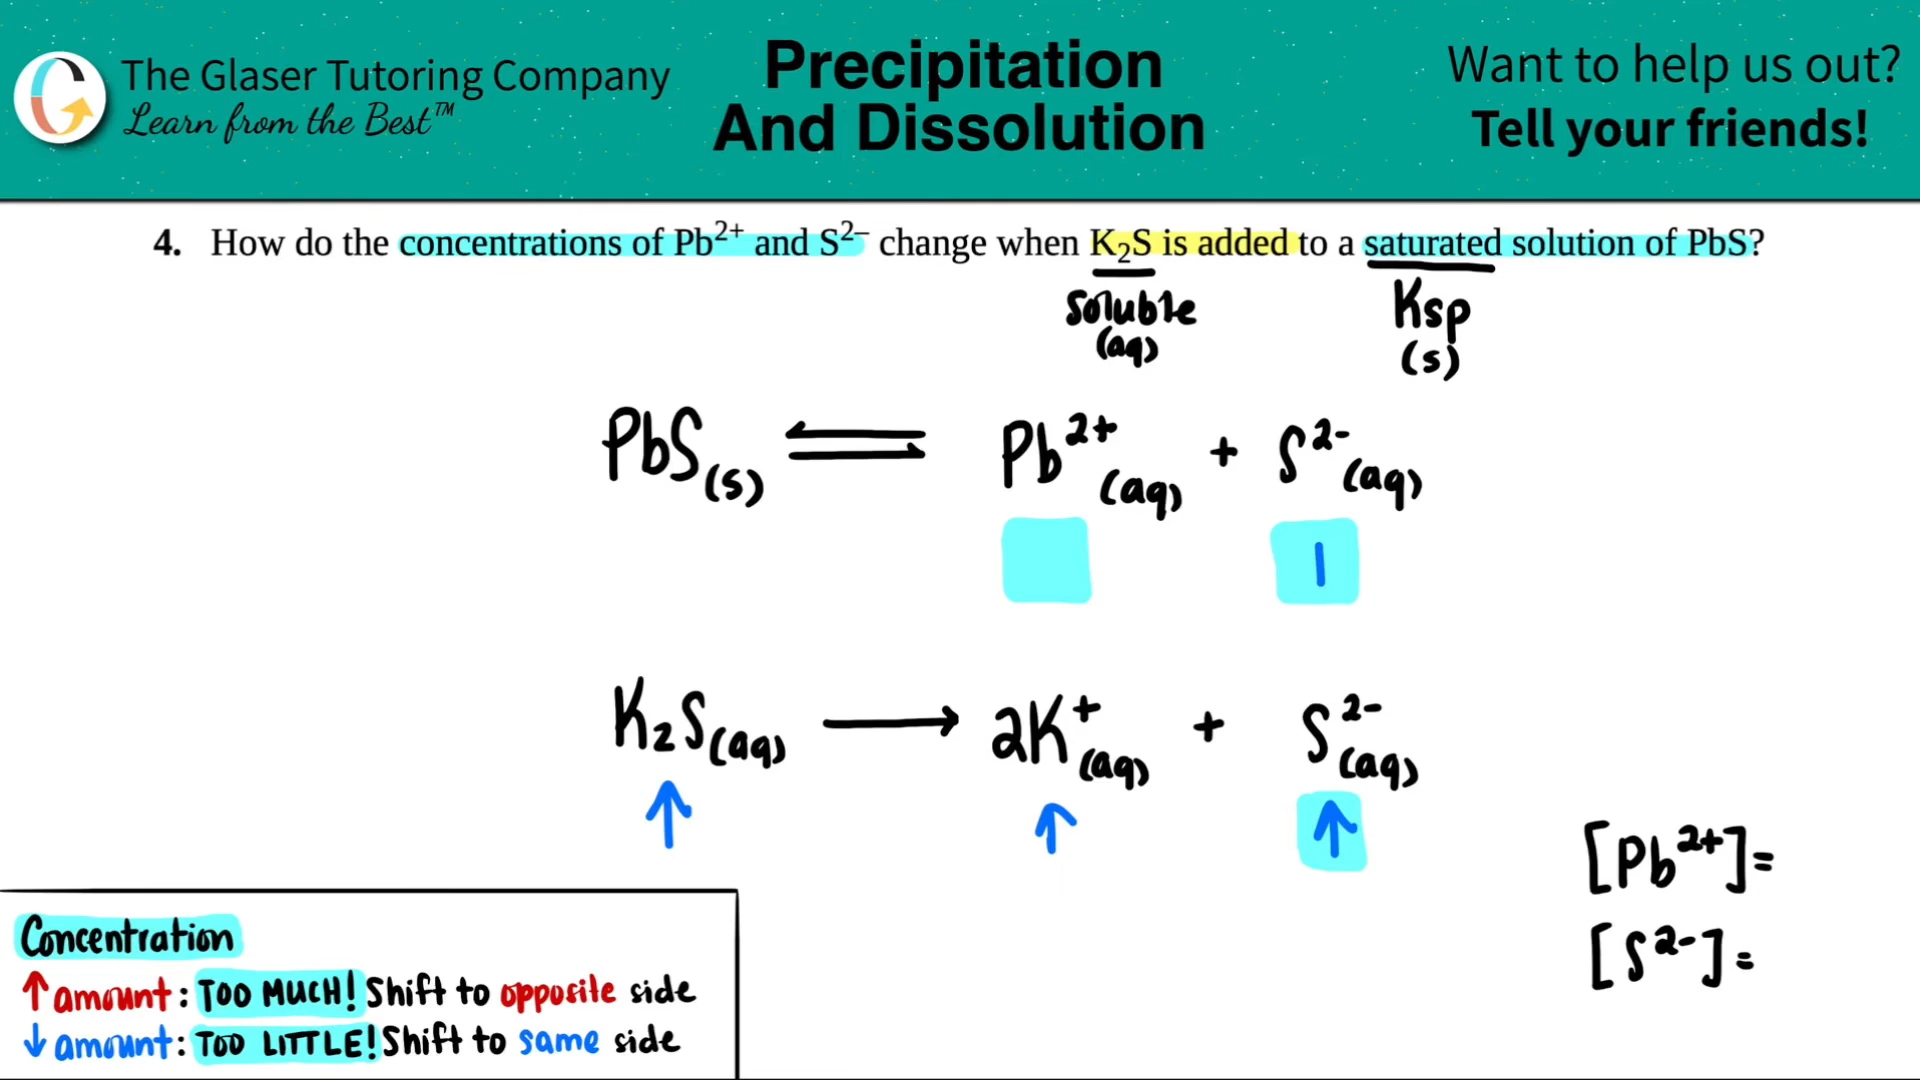 The Glaser Tutoring Company
Learn from the Best™
Precipitation
And Dissolution
Want to help us out?
Tell your friends!
4. How do the concentrations of Pb²⁺ and S²⁻ change when K₂S is added to a saturated solution of PbS?
Soluble
(aq)
Ksp
(s)
PbS(s) ⇌ Pb²⁺(aq) + S²⁻(aq)
K₂S(aq) → 2K⁺(aq) + S²⁻(aq)
↑ ↑ ↑
[Pb²⁺]=
[S²⁻]=
Concentration
↑ amount: TOO MUCH! Shift to opposite side
↓ amount: TOO LITTLE! Shift to same side